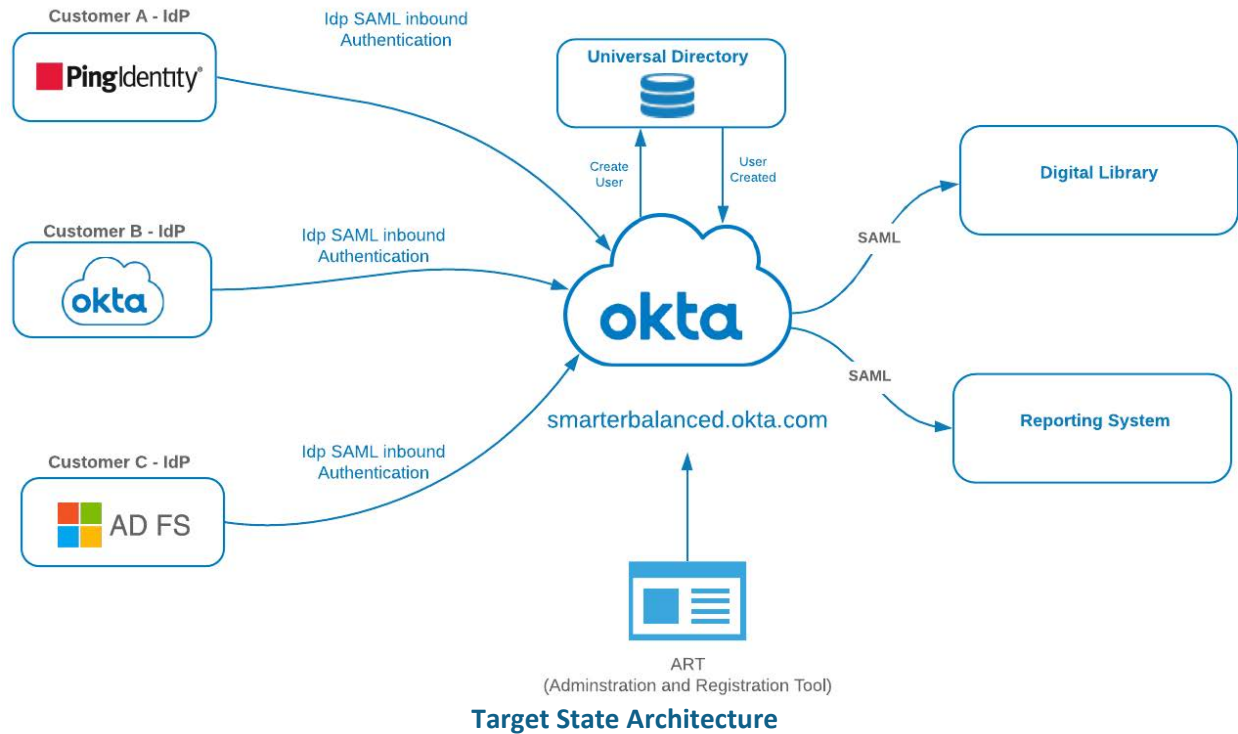 Customer A - IdP
PingIdentity®
Idp SAML inbound
Authentication
Universal Directory
Create
User
User
Created
Customer B - IdP
okta
Idp SAML inbound
Authentication
okta
smarterbalanced.okta.com
SAML
Digital Library
SAML
Reporting System
Customer C - IdP
AD FS
Idp SAML inbound
Authentication
ART
(Adminstration and Registration Tool)
Target State Architecture